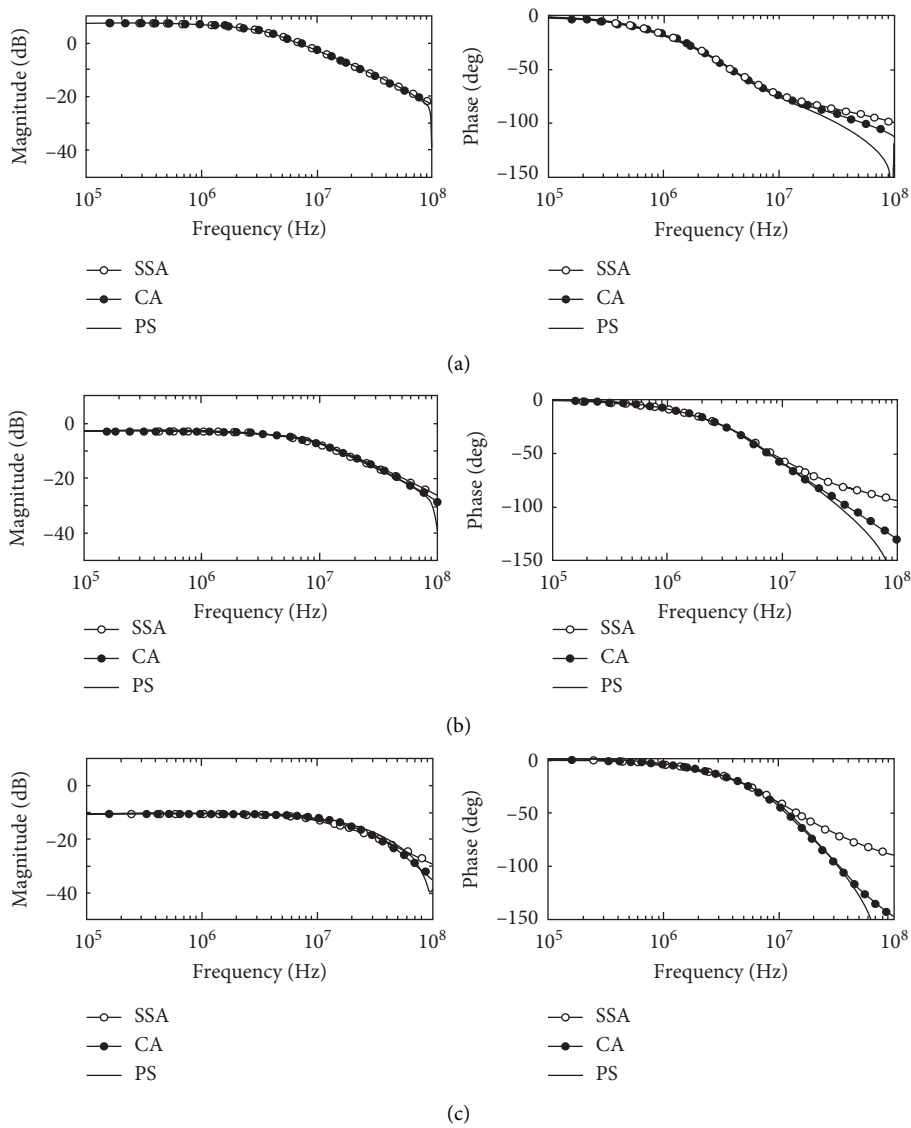 Magnitude (dB)
0
−20
−40
10^5
10^6
10^7
10^8
Frequency (Hz)
SSA
CA
PS
Phase (deg)
0
−50
−100
−150
10^5
10^6
10^7
10^8
Frequency (Hz)
SSA
CA
PS
(a)
Magnitude (dB)
0
−20
−40
10^5
10^6
10^7
10^8
Frequency (Hz)
SSA
CA
PS
Phase (deg)
0
−50
−100
−150
10^5
10^6
10^7
10^8
Frequency (Hz)
SSA
CA
PS
(b)
Magnitude (dB)
0
−20
−40
10^5
10^6
10^7
10^8
Frequency (Hz)
SSA
CA
PS
Phase (deg)
0
−50
−100
−150
10^5
10^6
10^7
10^8
Frequency (Hz)
SSA
CA
PS
(c)